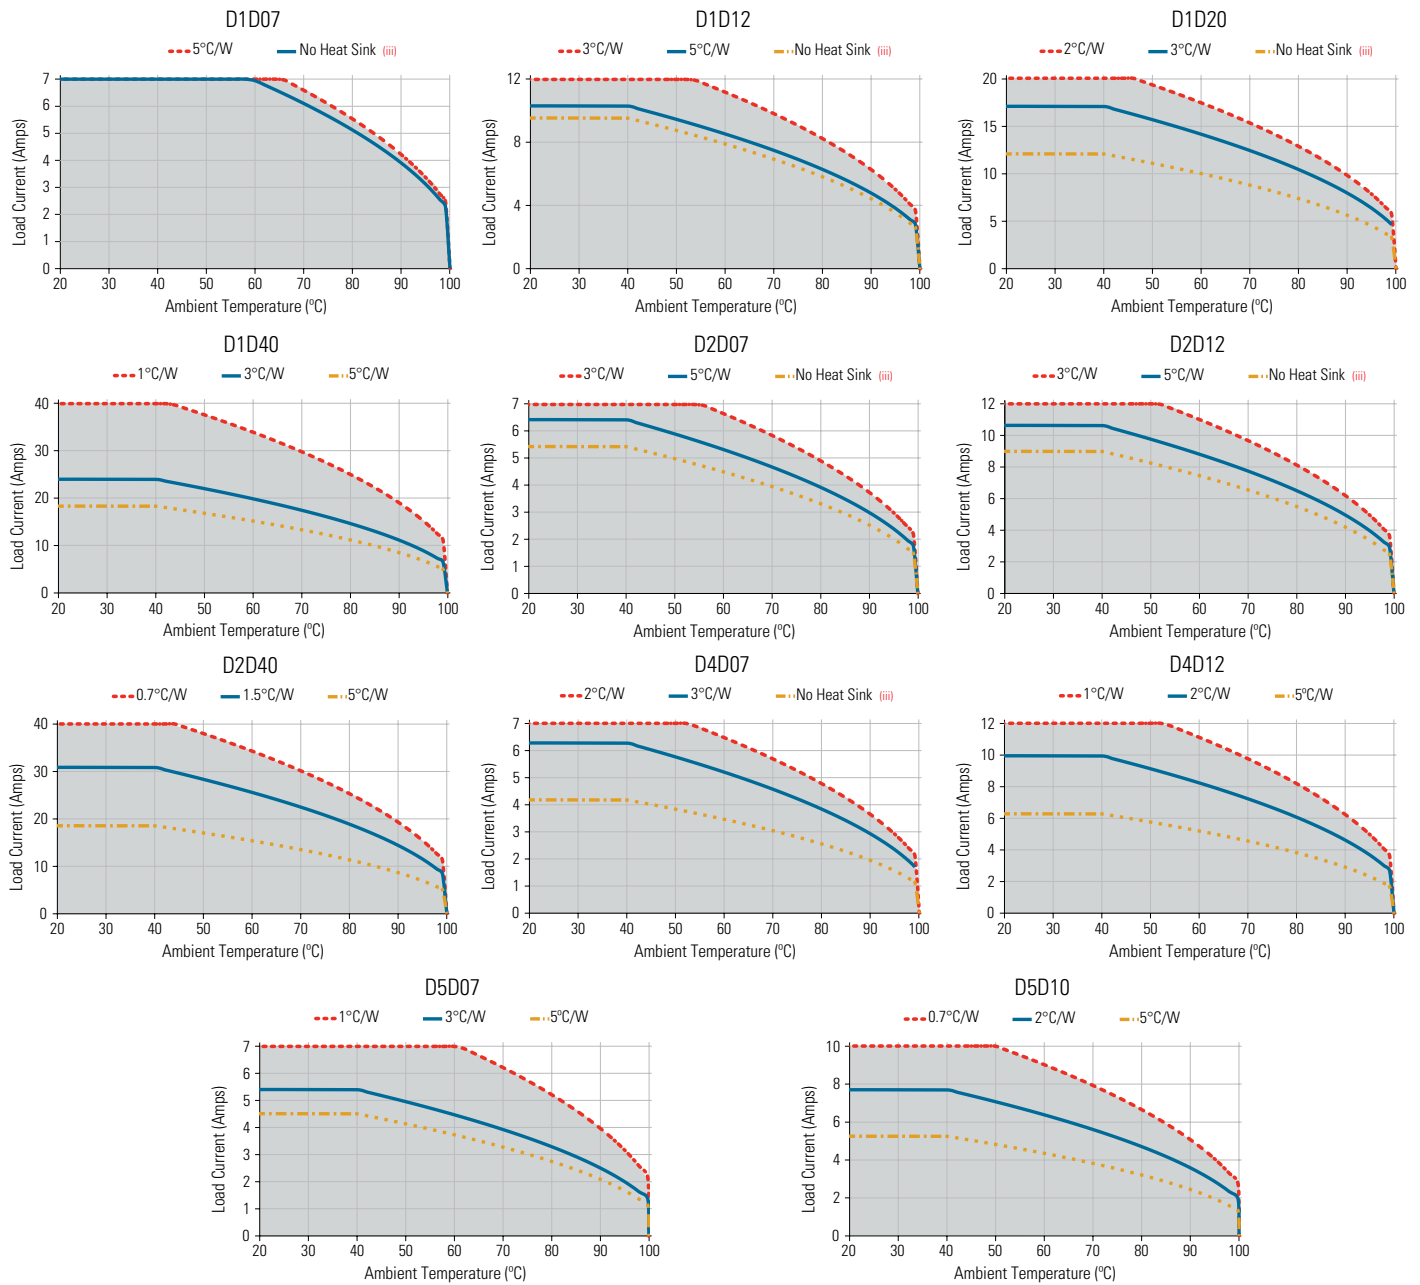 D1D07
5°C/W No Heat Sink (iii)
Load Current (Amps)
7
6
5
4
3
2
1
0
20 30 40 50 60 70 80 90 100
Ambient Temperature (ºC)
D1D12
3°C/W 5°C/W No Heat Sink (iii)
Load Current (Amps)
12
8
4
0
20 30 40 50 60 70 80 90 100
Ambient Temperature (ºC)
D1D20
2°C/W 3°C/W No Heat Sink (iii)
Load Current (Amps)
20
15
10
5
0
20 30 40 50 60 70 80 90 100
Ambient Temperature (ºC)
D1D40
1°C/W 3°C/W 5°C/W
Load Current (Amps)
40
30
20
10
0
20 30 40 50 60 70 80 90 100
Ambient Temperature (ºC)
D2D07
3°C/W 5°C/W No Heat Sink (iii)
Load Current (Amps)
7
6
5
4
3
2
1
0
20 30 40 50 60 70 80 90 100
Ambient Temperature (ºC)
D2D12
3°C/W 5°C/W No Heat Sink (iii)
Load Current (Amps)
12
10
8
6
4
2
0
20 30 40 50 60 70 80 90 100
Ambient Temperature (ºC)
D2D40
0.7°C/W 1.5°C/W 5°C/W
Load Current (Amps)
40
30
20
10
0
20 30 40 50 60 70 80 90 100
Ambient Temperature (ºC)
D4D07
2°C/W 3°C/W No Heat Sink (iii)
Load Current (Amps)
7
6
5
4
3
2
1
0
20 30 40 50 60 70 80 90 100
Ambient Temperature (ºC)
D4D12
1°C/W 2°C/W 5ºC/W
Load Current (Amps)
12
10
8
6
4
2
0
20 30 40 50 60 70 80 90 100
Ambient Temperature (ºC)
D5D07
1°C/W 3°C/W 5ºC/W
Load Current (Amps)
7
6
5
4
3
2
1
0
20 30 40 50 60 70 80 90 100
Ambient Temperature (ºC)
D5D10
0.7°C/W 2°C/W 5°C/W
Load Current (Amps)
10
8
6
4
2
0
20 30 40 50 60 70 80 90 100
Ambient Temperature (ºC)